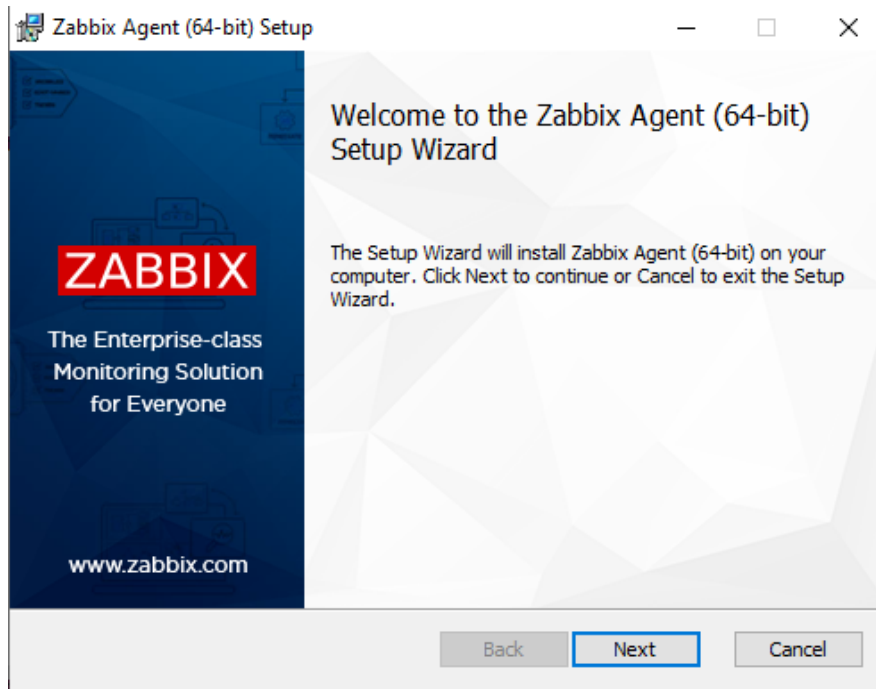 Zabbix Agent (64-bit) Setup
Welcome to the Zabbix Agent (64-bit)
Setup Wizard
The Setup Wizard will install Zabbix Agent (64-bit) on your
computer. Click Next to continue or Cancel to exit the Setup
Wizard.
ZABBIX
The Enterprise-class
Monitoring Solution
for Everyone
www.zabbix.com
Back
Next
Cancel